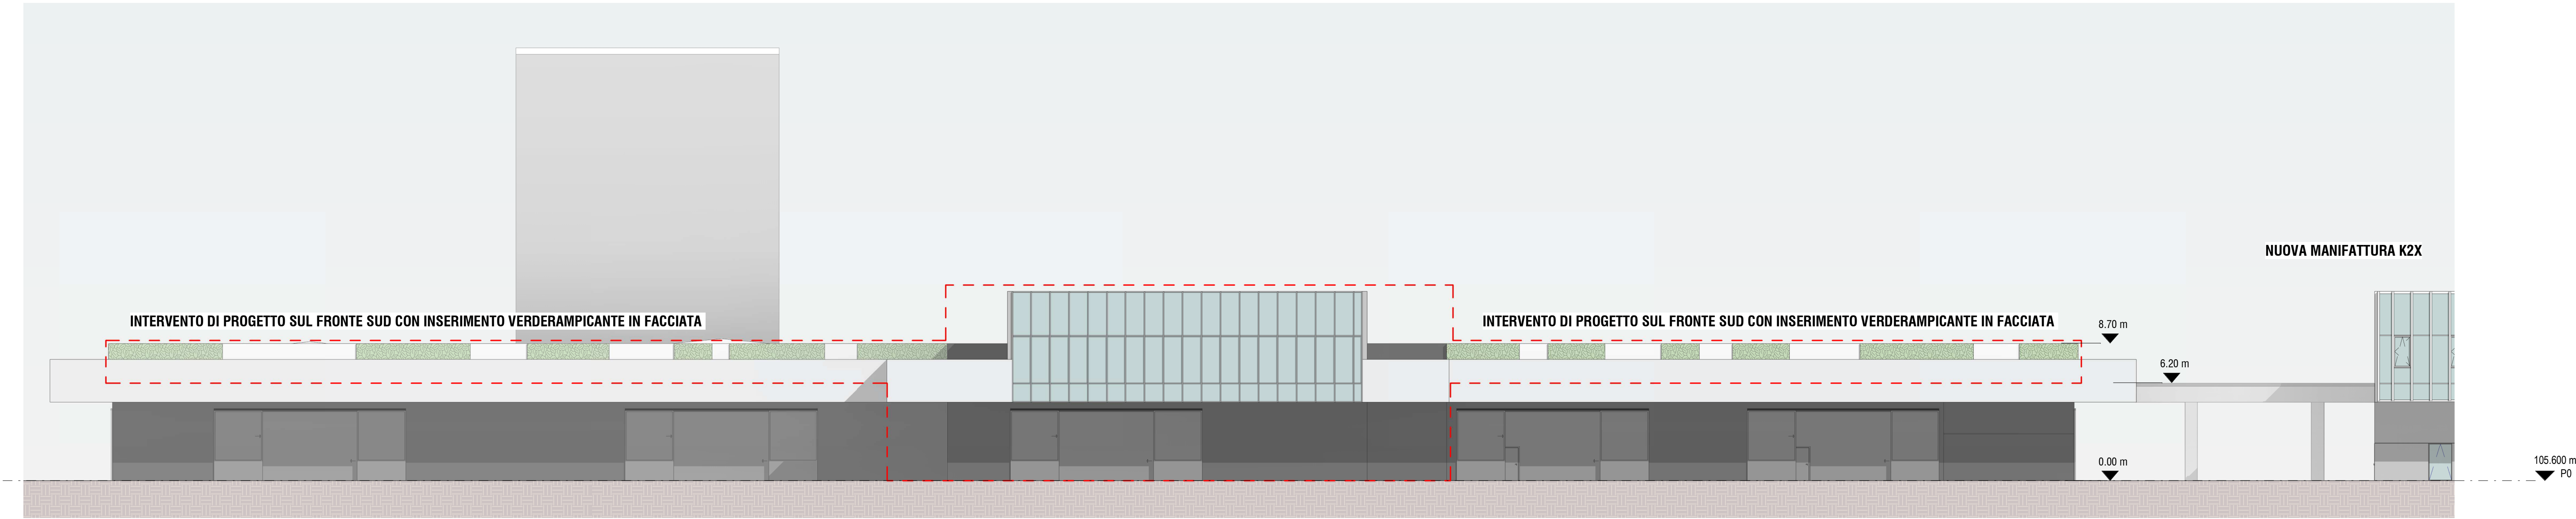 NUOVA MANIFATTURA K2X
INTERVENTO DI PROGETTO SUL FRONTE SUD CON INSERIMENTO VERDERAMPICANTE IN FACCIATA
INTERVENTO DI PROGETTO SUL FRONTE SUD CON INSERIMENTO VERDERAMPICANTE IN FACCIATA
8.70 m
6.20 m
0.00 m
105.600 m
P0